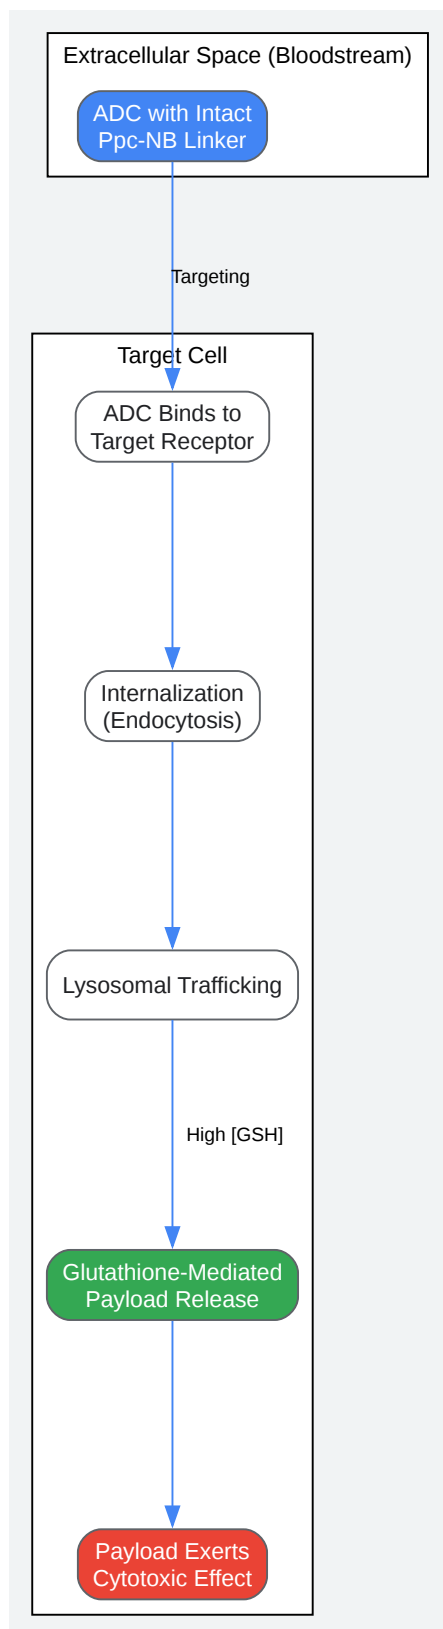 Extracellular Space (Bloodstream)
ADC with Intact
Ppc-NB Linker
Targeting
Target Cell
ADC Binds to
Target Receptor
Internalization
(Endocytosis)
Lysosomal Trafficking
High [GSH]
Glutathione-Mediated
Payload Release
Payload Exerts
Cytotoxic Effect